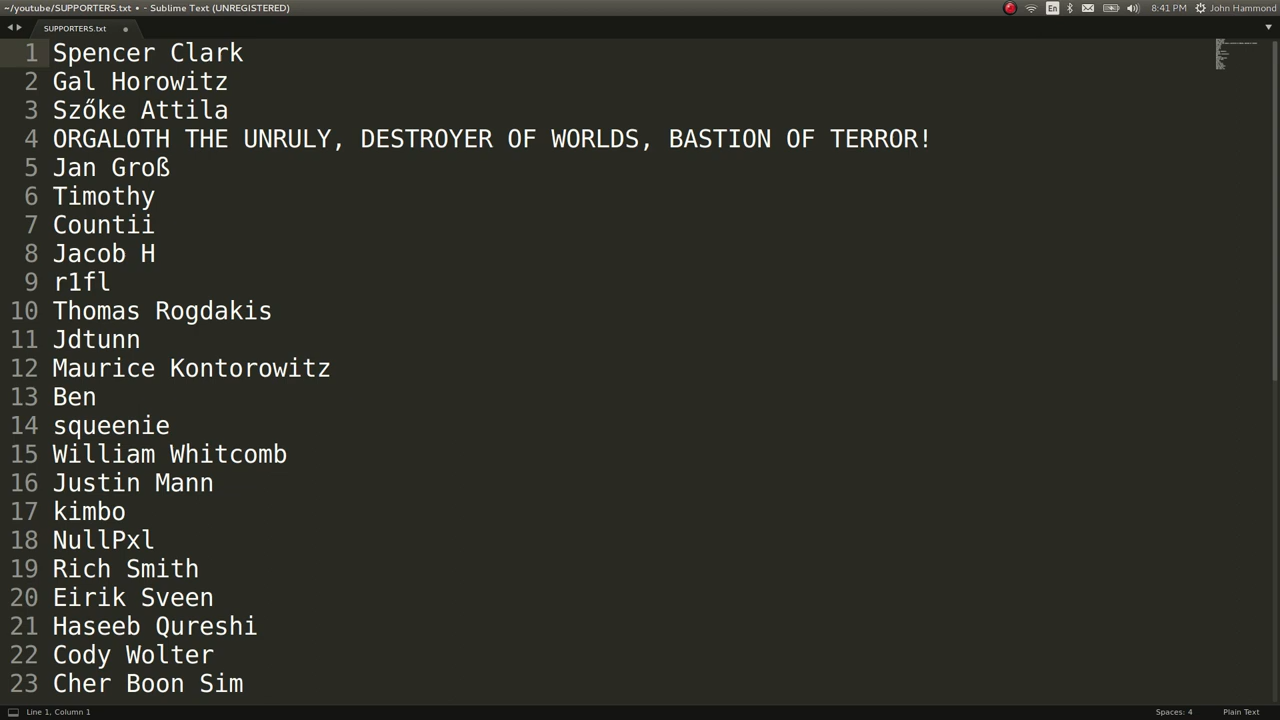 ~/youtube/SUPPORTERS.txt • - Sublime Text (UNREGISTERED) En 8:41 PM John Hammond
SUPPORTERS.txt
1 Spencer Clark
2 Gal Horowitz
3 Szőke Attila
4 ORGALOTH THE UNRULY, DESTROYER OF WORLDS, BASTION OF TERROR!
5 Jan Groß
6 Timothy
7 Countii
8 Jacob H
9 r1fl
10 Thomas Rogdakis
11 Jdtunn
12 Maurice Kontorowitz
13 Ben
14 squeenie
15 William Whitcomb
16 Justin Mann
17 kimbo
18 NullPxl
19 Rich Smith
20 Eirik Sveen
21 Haseeb Qureshi
22 Cody Wolter
23 Cher Boon Sim
Line 1, Column 1 Spaces: 4 Plain Text